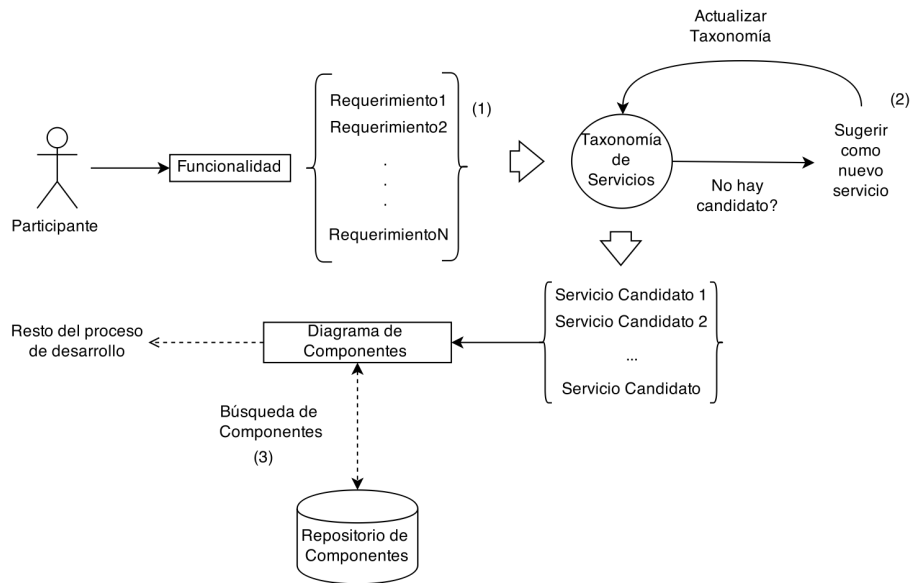 Actualizar
Taxonomía
Requerimiento1
Requerimiento2
.
.
.
RequerimientoN
(1)
(2)
Funcionalidad
Participante
Taxonomía
de
Servicios
No hay
candidato?
Sugerir
como
nuevo
servicio
Servicio Candidato 1
Servicio Candidato 2
...
Servicio Candidato
Diagrama de
Componentes
Resto del proceso
de desarrollo
Búsqueda de
Componentes
(3)
Repositorio de
Componentes